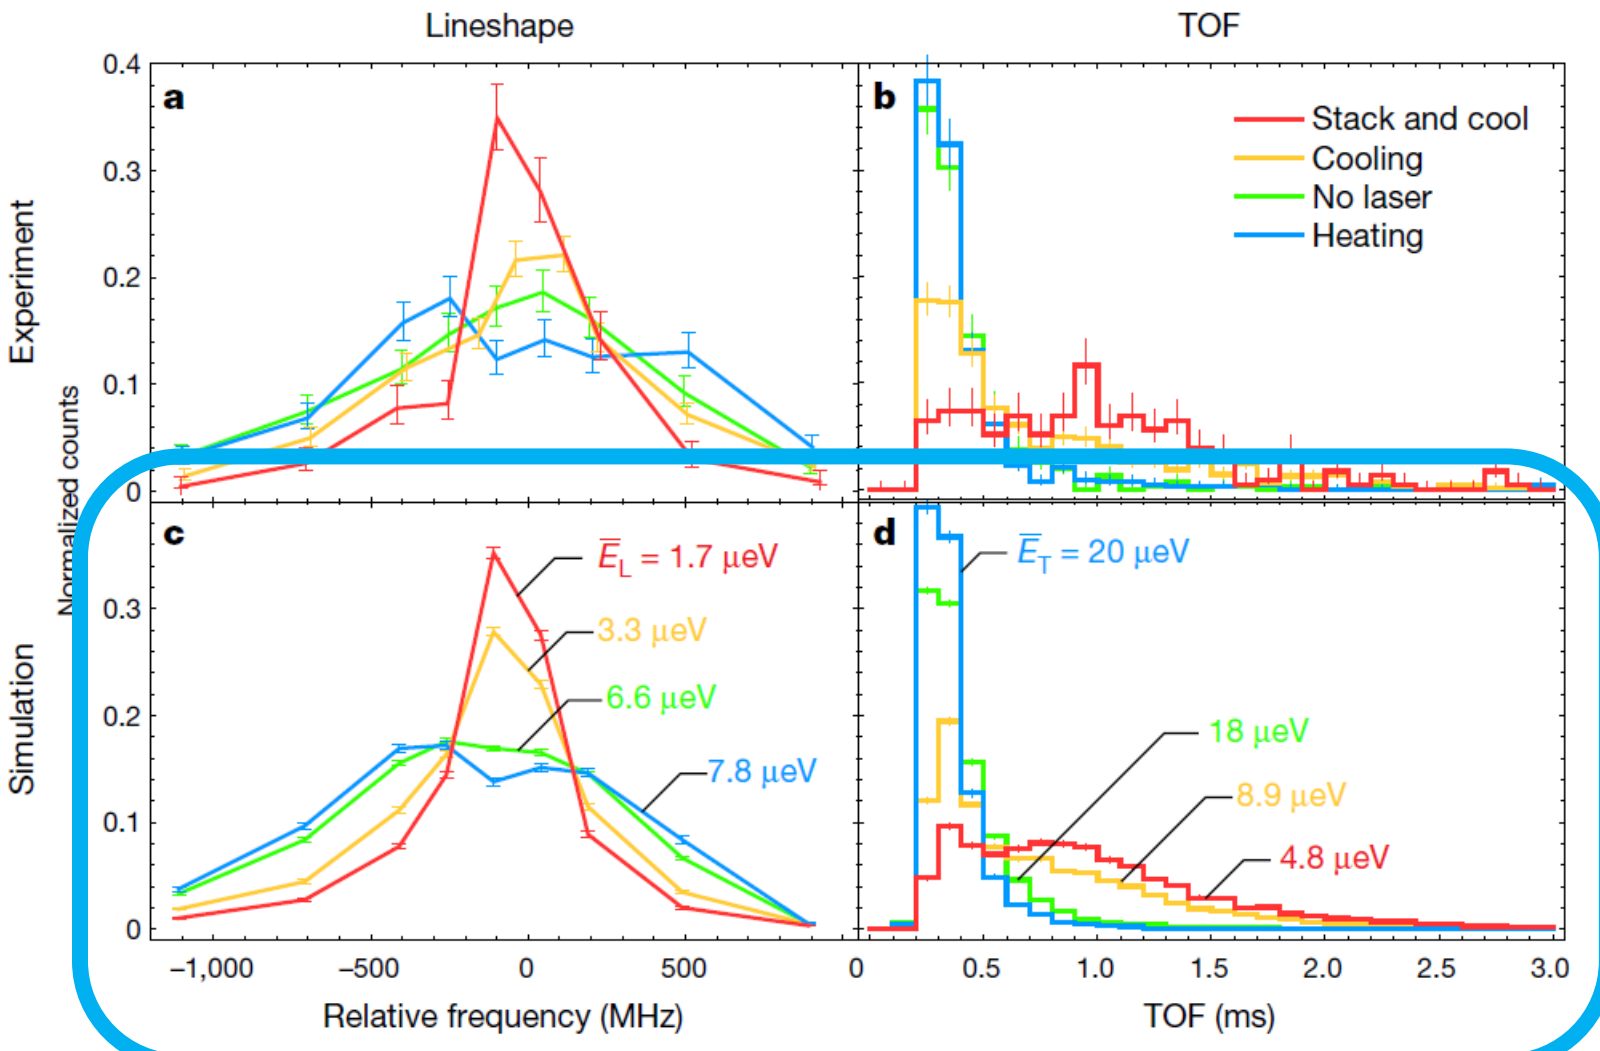 Lineshape
TOF
Experiment
Normalized counts
Simulation
a
0.4
0.3
0.2
0.1
0
b
Stack and cool
Cooling
No laser
Heating
c
0.3
0.2
0.1
0
E̅L = 1.7 µeV
3.3 µeV
6.6 µeV
7.8 µeV
d
E̅T = 20 µeV
18 µeV
8.9 µeV
4.8 µeV
−1,000 −500 0 500
0 0.5 1.0 1.5 2.0 2.5 3.0
Relative frequency (MHz)
TOF (ms)